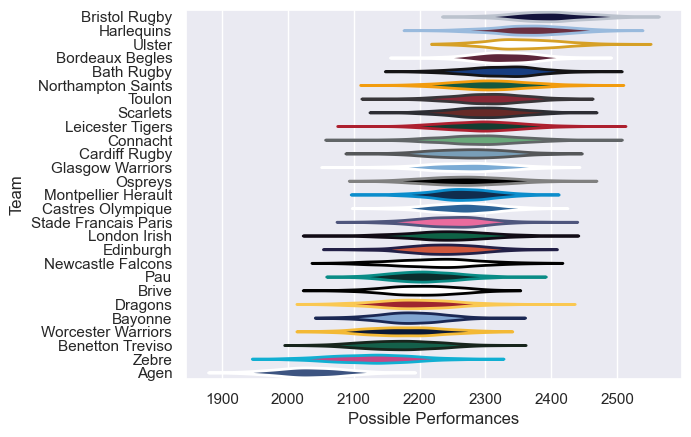 Bristol Rugby
Harlequins
Ulster
Bordeaux Begles
Bath Rugby
Northampton Saints
Toulon
Scarlets
Leicester Tigers
Connacht
Cardiff Rugby
Glasgow Warriors
Ospreys
Montpellier Herault
Castres Olympique
Stade Francais Paris
London Irish
Edinburgh
Newcastle Falcons
Pau
Brive
Dragons
Bayonne
Worcester Warriors
Benetton Treviso
Zebre
Agen
Team
1900 2000 2100 2200 2300 2400 2500
Possible Performances